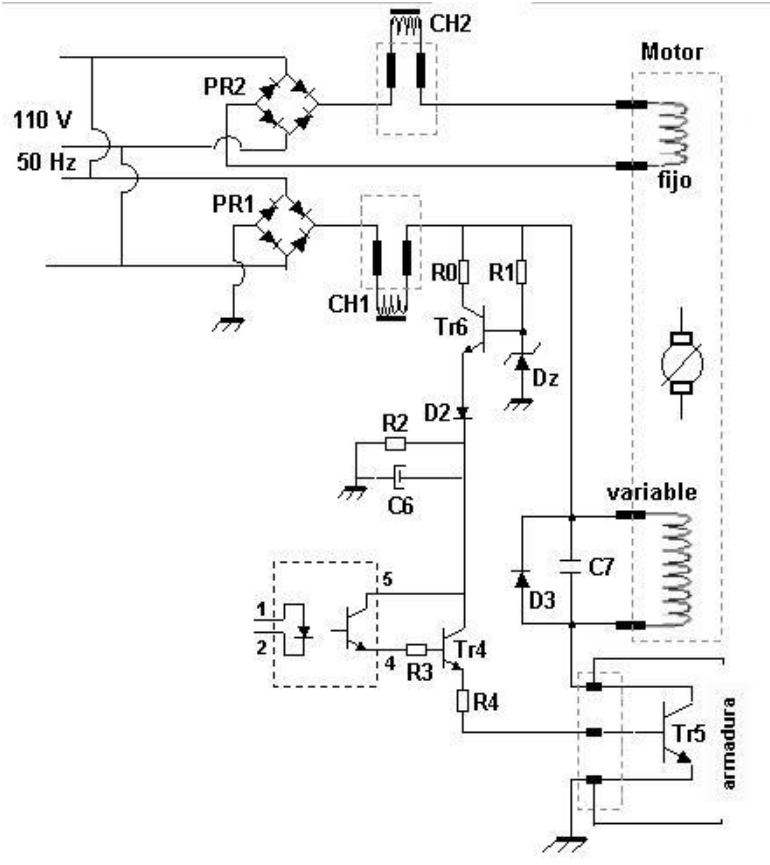 CH2
Motor
PR2
110 V
50 Hz
fijo
PR1
R0
R1
CH1
Tr6
Dz
D2
R2
variable
C6
C7
D3
5
1
2
4
R3
Tr4
R4
Tr5
armadura